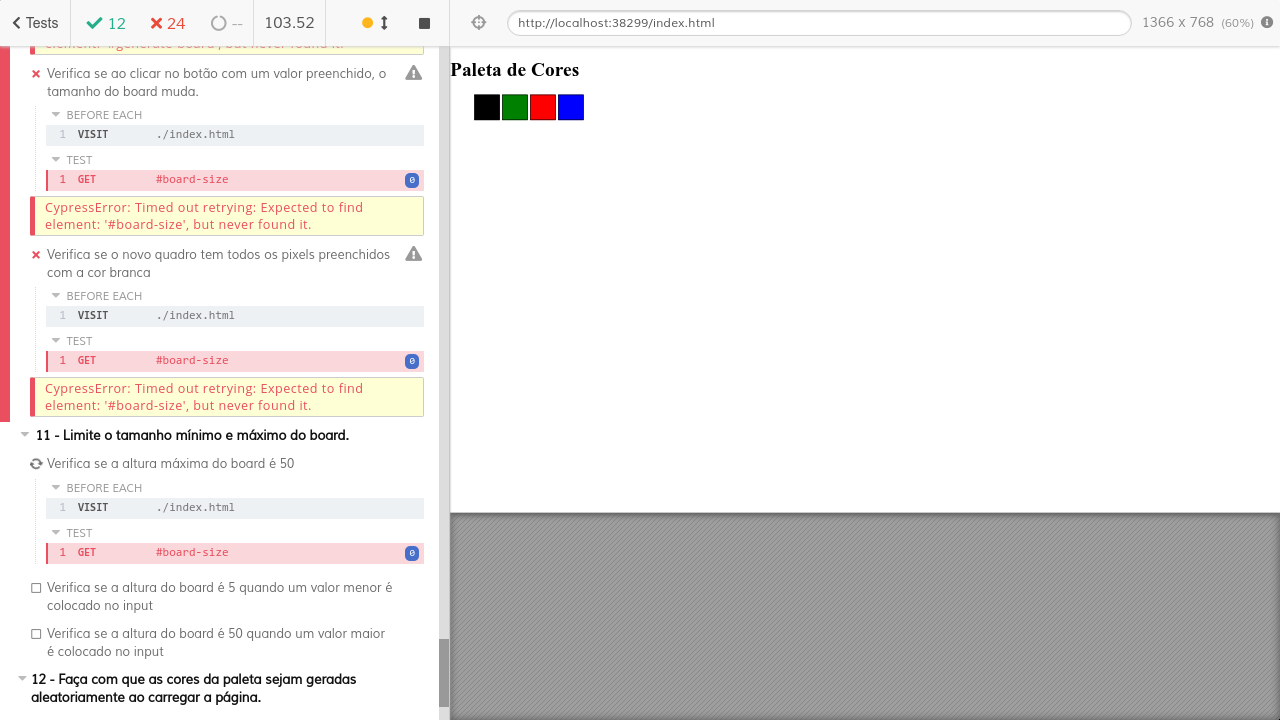 Tests
12
24
--
103.52
http://localhost:38299/index.html
1366 x 768 (60%)
element: '#generate-board', but never found it.
Verifica se ao clicar no botão com um valor preenchido, o
tamanho do board muda.
BEFORE EACH
1 VISIT ./index.html
TEST
1 GET #board-size 0
CypressError: Timed out retrying: Expected to find
element: '#board-size', but never found it.
Verifica se o novo quadro tem todos os pixels preenchidos
com a cor branca
BEFORE EACH
1 VISIT ./index.html
TEST
1 GET #board-size 0
CypressError: Timed out retrying: Expected to find
element: '#board-size', but never found it.
11 - Limite o tamanho mínimo e máximo do board.
Verifica se a altura máxima do board é 50
BEFORE EACH
1 VISIT ./index.html
TEST
1 GET #board-size 0
Verifica se a altura do board é 5 quando um valor menor é
colocado no input
Verifica se a altura do board é 50 quando um valor maior
é colocado no input
12 - Faça com que as cores da paleta sejam geradas
aleatoriamente ao carregar a página.
Paleta de Cores